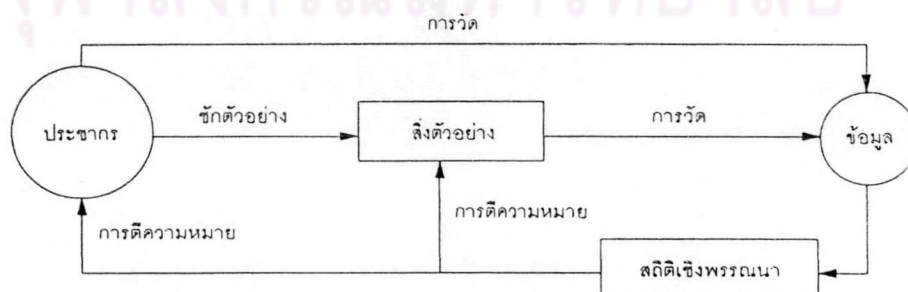 การวัด
ประชากร
ชักตัวอย่าง
สิ่งตัวอย่าง
การวัด
ข้อมูล
การตีความหมาย
การตีความหมาย
สถิติเชิงพรรณนา